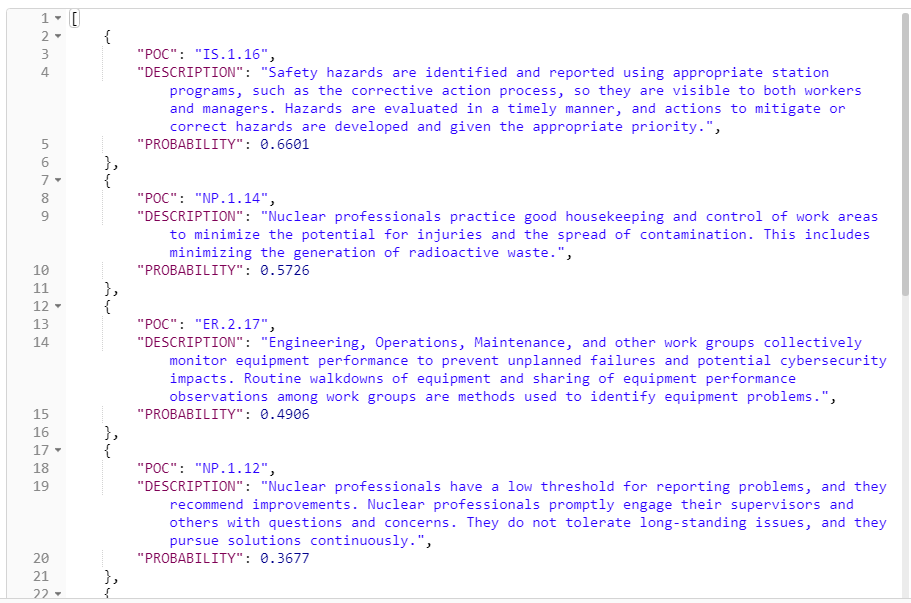 1 [
2 {
3 "POC": "IS.1.16",
4 "DESCRIPTION": "Safety hazards are identified and reported using appropriate station
programs, such as the corrective action process, so they are visible to both workers
and managers. Hazards are evaluated in a timely manner, and actions to mitigate or
correct hazards are developed and given the appropriate priority.",
5 "PROBABILITY": 0.6601
6 },
7 {
8 "POC": "NP.1.14",
9 "DESCRIPTION": "Nuclear professionals practice good housekeeping and control of work areas
to minimize the potential for injuries and the spread of contamination. This includes
minimizing the generation of radioactive waste.",
10 "PROBABILITY": 0.5726
11 },
12 {
13 "POC": "ER.2.17",
14 "DESCRIPTION": "Engineering, Operations, Maintenance, and other work groups collectively
monitor equipment performance to prevent unplanned failures and potential cybersecurity
impacts. Routine walkdowns of equipment and sharing of equipment performance
observations among work groups are methods used to identify equipment problems.",
15 "PROBABILITY": 0.4906
16 },
17 {
18 "POC": "NP.1.12",
19 "DESCRIPTION": "Nuclear professionals have a low threshold for reporting problems, and they
recommend improvements. Nuclear professionals promptly engage their supervisors and
others with questions and concerns. They do not tolerate long-standing issues, and they
pursue solutions continuously.",
20 "PROBABILITY": 0.3677
21 },
22 {